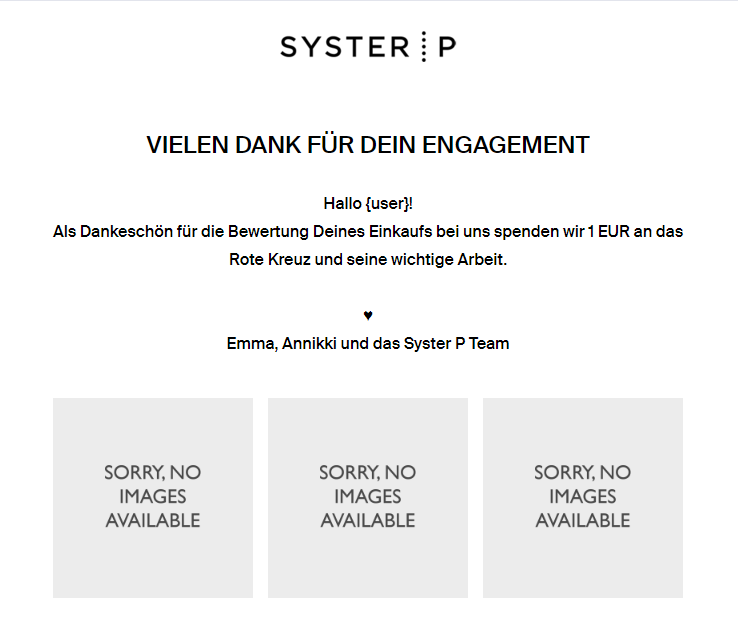 SYSTER P
VIELEN DANK FÜR DEIN ENGAGEMENT
Hallo {user}!
Als Dankeschön für die Bewertung Deines Einkaufs bei uns spenden wir 1 EUR an das
Rote Kreuz und seine wichtige Arbeit.
♥
Emma, Annikki und das Syster P Team
SORRY, NO
IMAGES
AVAILABLE
SORRY, NO
IMAGES
AVAILABLE
SORRY, NO
IMAGES
AVAILABLE